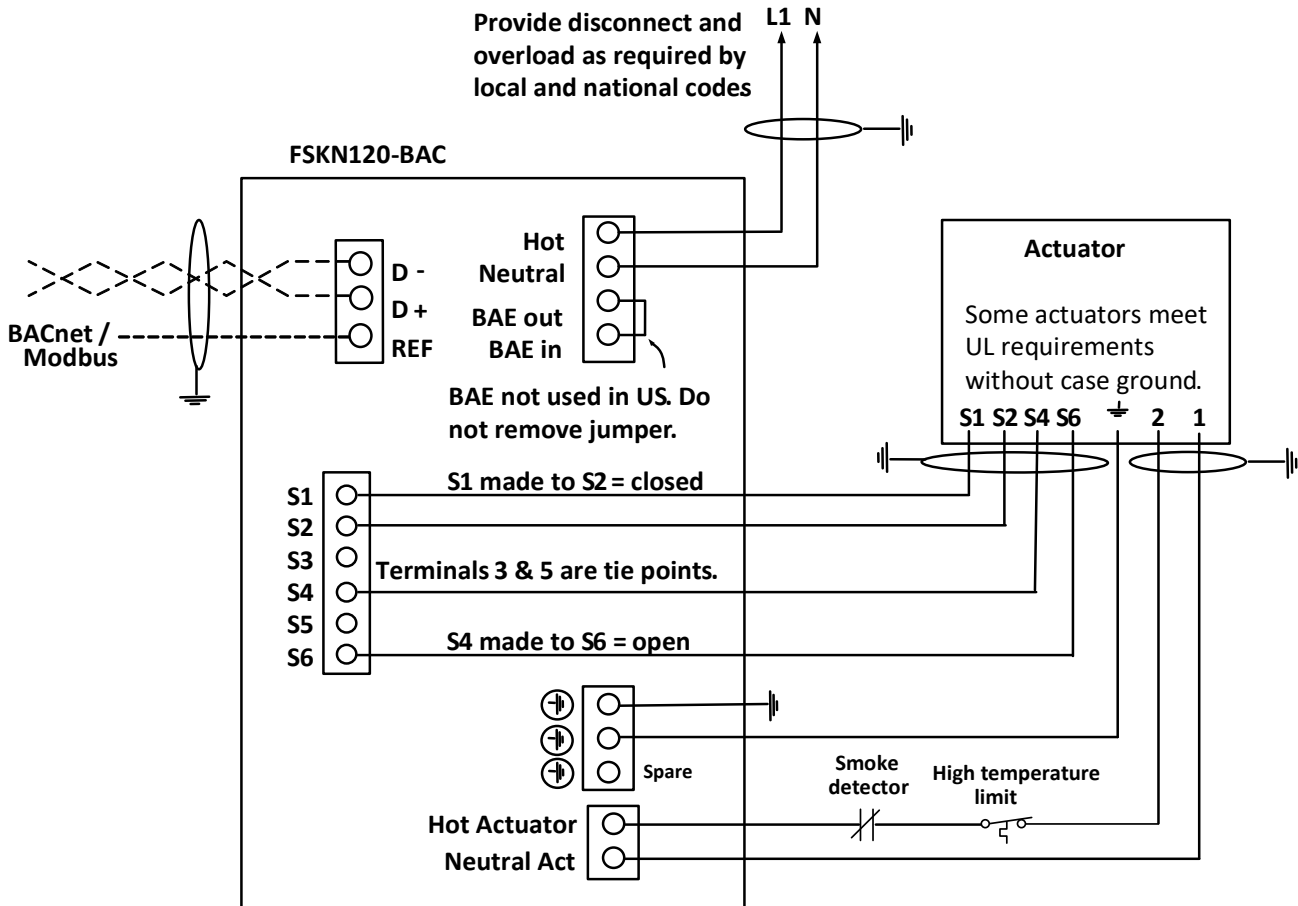 Provide disconnect and
overload as required by
local and national codes
L1 N
FSKN120-BAC
Hot
Neutral
BAE out
BAE in
D -
D +
REF
BACnet /
Modbus
BAE not used in US. Do
not remove jumper.
Actuator
Some actuators meet
UL requirements
without case ground.
S1 S2 S4 S6 2 1
S1
S2
S3
S4
S5
S6
S1 made to S2 = closed
Terminals 3 & 5 are tie points.
S4 made to S6 = open
Spare
Smoke
detector
High temperature
limit
Hot Actuator
Neutral Act